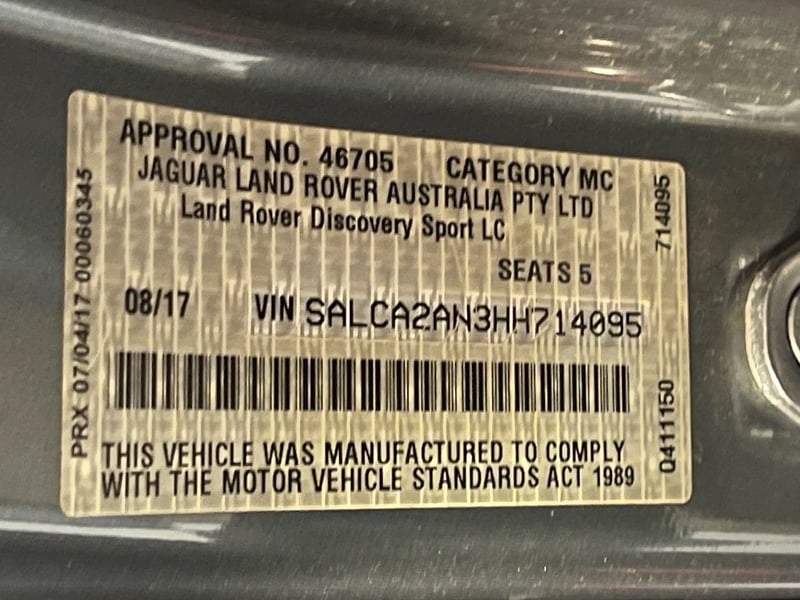 APPROVAL NO. 46705 CATEGORY MC
JAGUAR LAND ROVER AUSTRALIA PTY LTD
Land Rover Discovery Sport LC
SEATS 5
08/17 VIN SALCA2AN3HH714095
THIS VEHICLE WAS MANUFACTURED TO COMPLY
WITH THE MOTOR VEHICLE STANDARDS ACT 1989
PRX 07/04/17 00060345
714095
Q411150